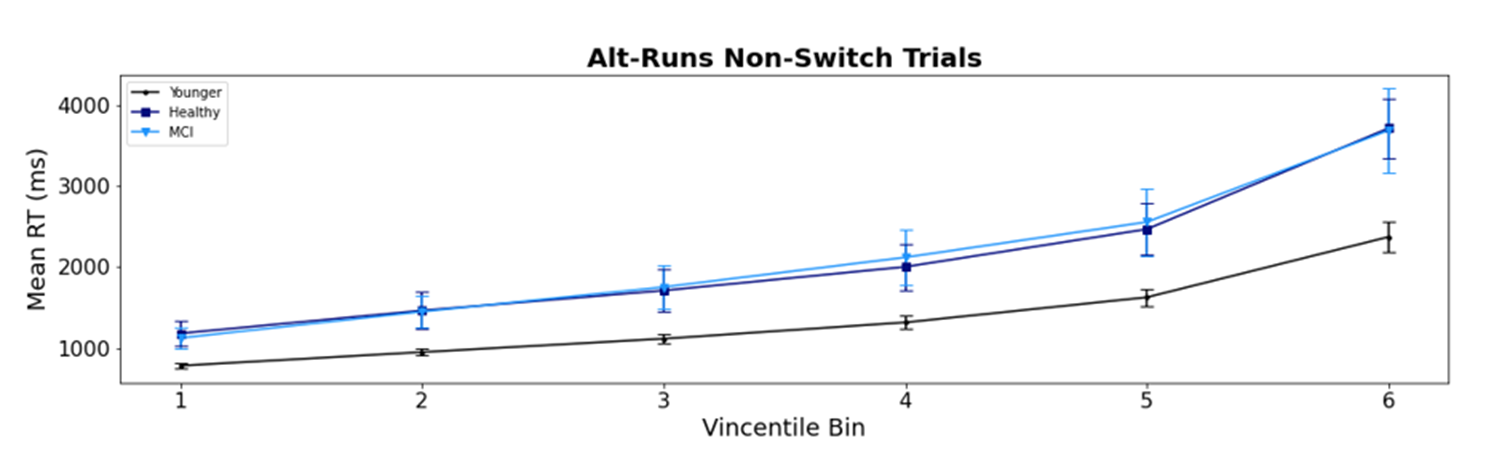 Alt-Runs Non-Switch Trials
Younger
Healthy
MCI
Mean RT (ms)
4000
3000
2000
1000
1 2 3 4 5 6
Vincentile Bin